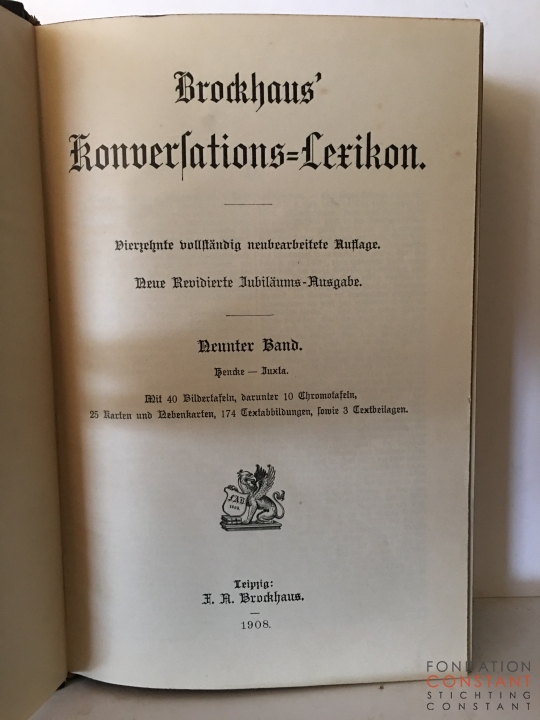 Brockhaus'
Konverſations=Lexikon.
Vierzehnte vollſtändig neubearbeitete Auflage.
Neue Revidierte Jubiläums-Ausgabe.
Neunter Band.
Hencke — Juxta.
Mit 40 Bildertafeln, darunter 10 Chromotafeln,
25 Karten und Nebenkarten, 174 Textabbildungen, ſowie 3 Textbeilagen.
FAB
Leipzig:
F. A. Brockhaus.
1908.
FONDATION
CONSTANT
STICHTING
CONSTANT